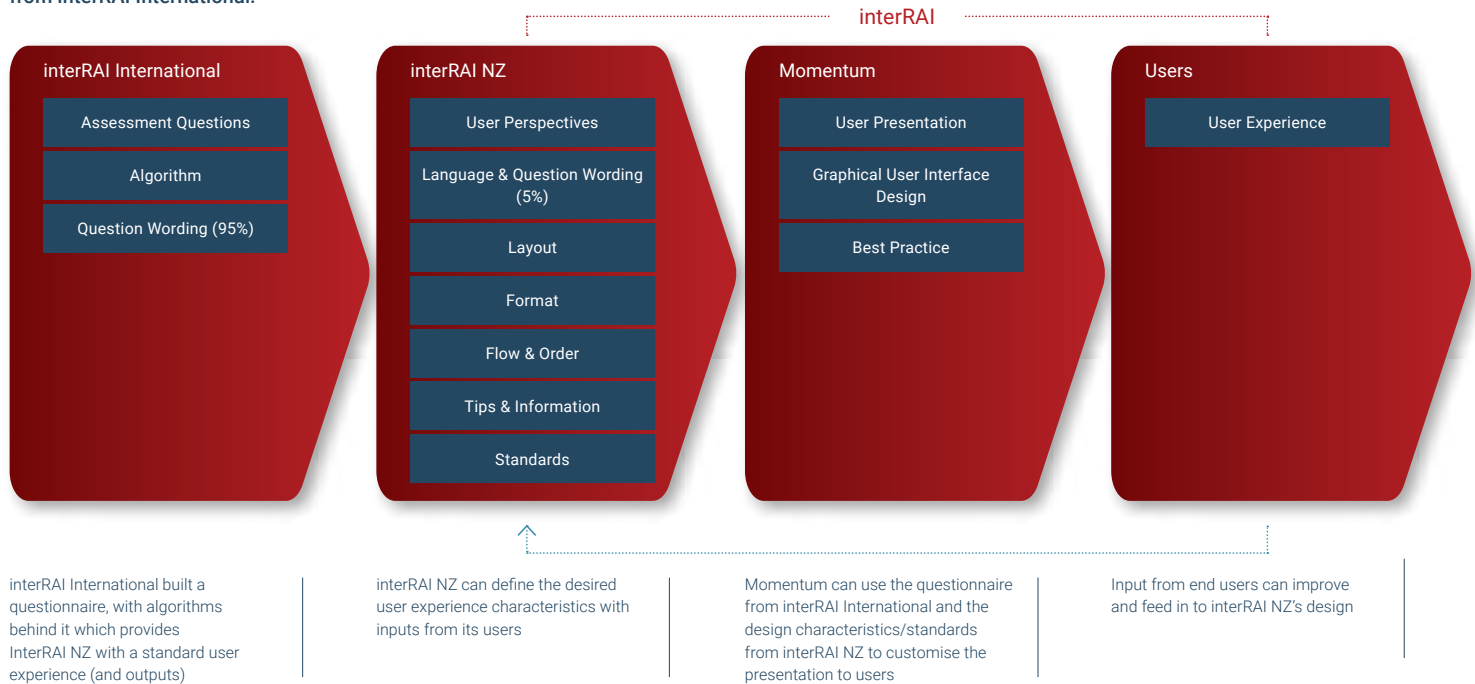 from interRAI International.
interRAI
interRAI International
Assessment Questions
Algorithm
Question Wording (95%)
interRAI NZ
User Perspectives
Language & Question Wording
(5%)
Layout
Format
Flow & Order
Tips & Information
Standards
Momentum
User Presentation
Graphical User Interface
Design
Best Practice
Users
User Experience
interRAI International built a
questionnaire, with algorithms
behind it which provides
InterRAI NZ with a standard user
experience (and outputs)
interRAI NZ can define the desired
user experience characteristics with
inputs from its users
Momentum can use the questionnaire
from interRAI International and the
design characteristics/standards
from interRAI NZ to customise the
presentation to users
Input from end users can improve
and feed in to interRAI NZ's design